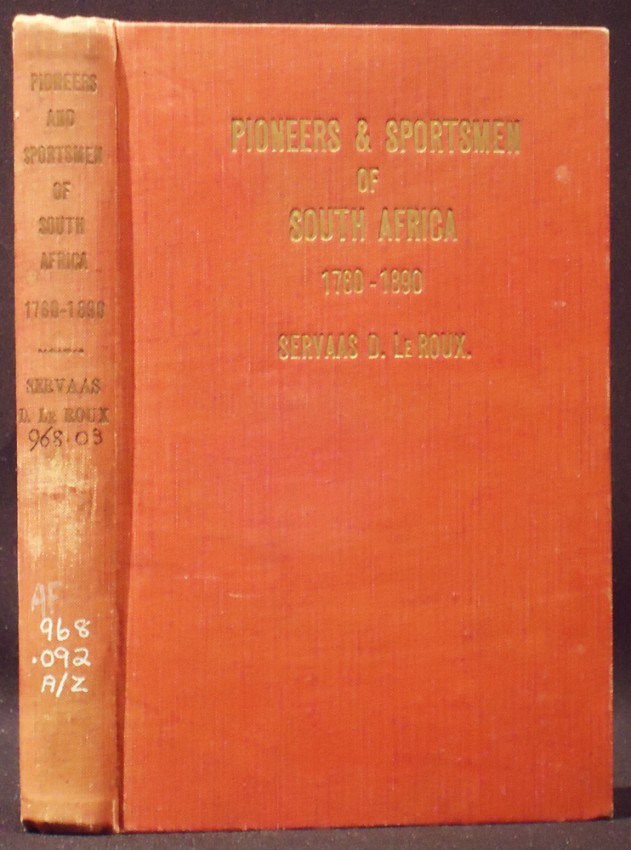 PIONEERS
AND
SPORTSMEN
OF
SOUTH
AFRICA
1760-1890
SERVAAS
D. LE ROUX
968.03
AF
968
.092
A/Z
PIONEERS & SPORTSMEN
OF
SOUTH AFRICA
1760-1890
SERVAAS D. LE ROUX.